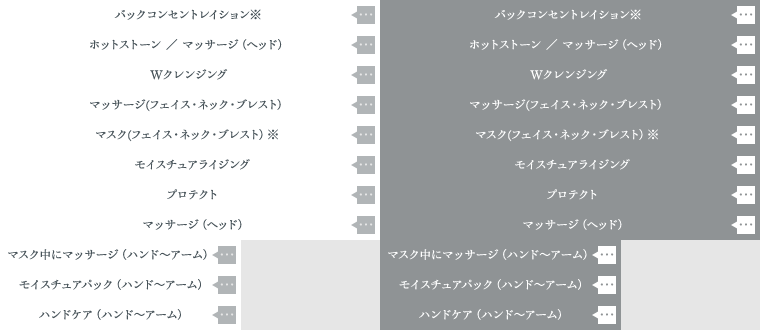 バックコンセントレイション※
ホットストーン ／ マッサージ（ヘッド）
Wクレンジング
マッサージ(フェイス・ネック・ブレスト)
マスク(フェイス・ネック・ブレスト) ※
モイスチュアライジング
プロテクト
マッサージ（ヘッド）
マスク中にマッサージ（ハンド～アーム）
モイスチュアパック（ハンド～アーム）
ハンドケア（ハンド～アーム）
バックコンセントレイション※
ホットストーン ／ マッサージ（ヘッド）
Wクレンジング
マッサージ(フェイス・ネック・ブレスト)
マスク(フェイス・ネック・ブレスト) ※
モイスチュアライジング
プロテクト
マッサージ（ヘッド）
マスク中にマッサージ（ハンド～アーム）
モイスチュアパック（ハンド～アーム）
ハンドケア（ハンド～アーム）